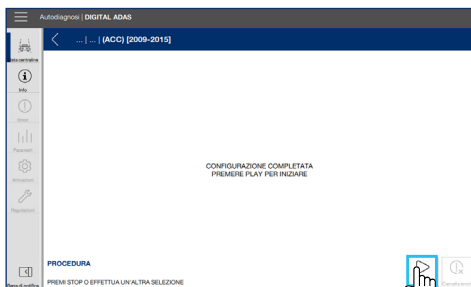 Autodiagnosi | DIGITAL ADAS
... | ... | (ACC) [2009-2015]
Info
Errori
Parametri
Attivazioni
Regolazioni
CONFIGURAZIONE COMPLETATA
PREMERE PLAY PER INIZIARE
PROCEDURA
PREMI STOP O EFFETTUA UN'ALTRA SELEZIONE